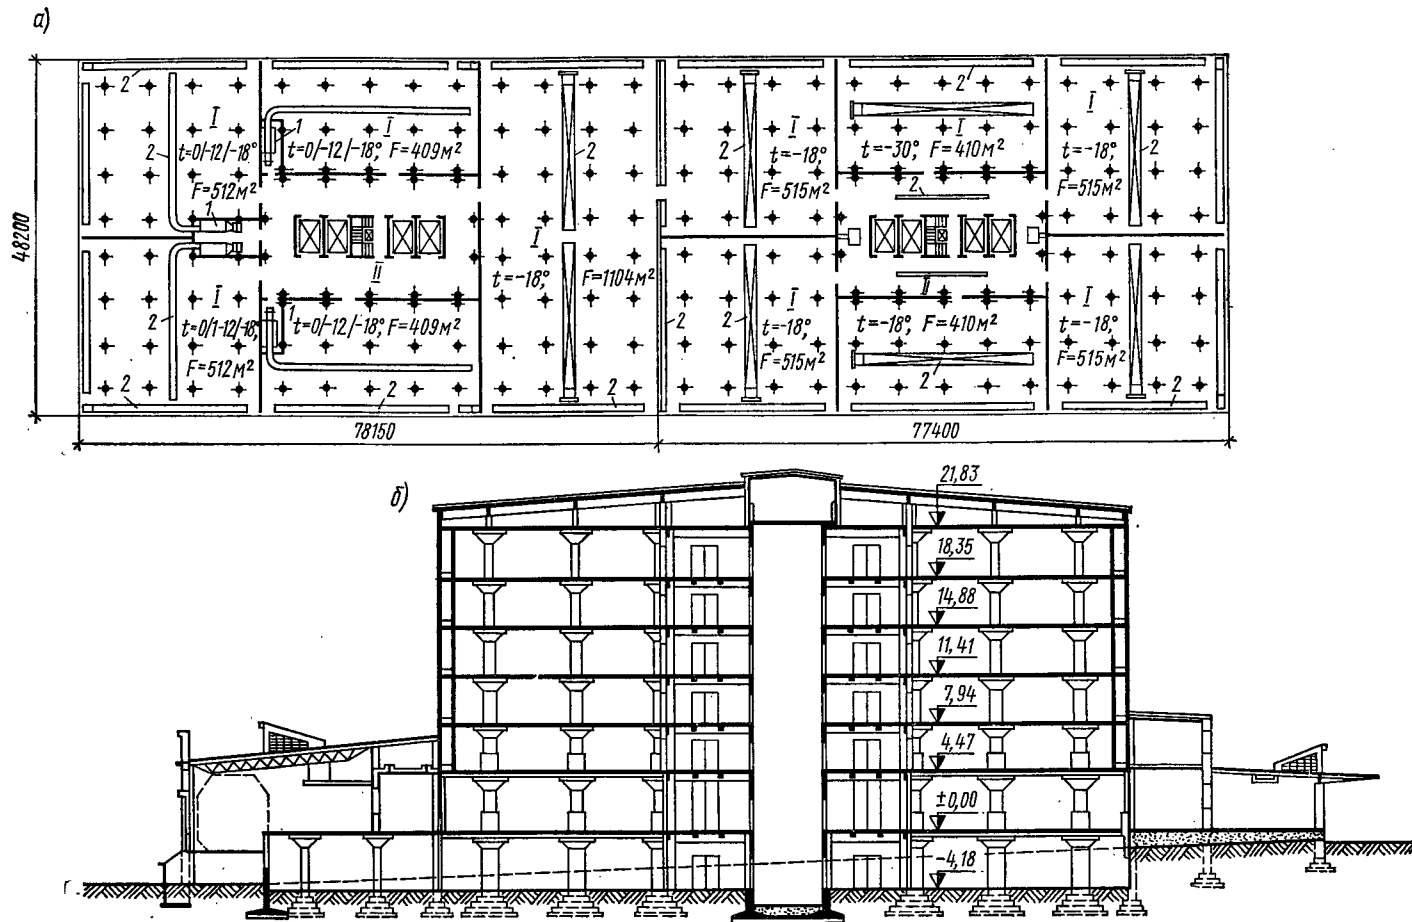 а)
2
I
t=0/-12/-18°,
F=512м²
2
1
1
I
t=0/-12/-18°, F=409м²
2
I
t=-18°,
F=1104м²
2
I
t=-18°,
F=515м²
2
I
t=-30°, F=410м²
2
I
t=-18°,
F=515м²
2
48200
II
I
t=0/1-12/-18°,
F=512м²
2
1
t=0/-12/-18°, F=409м²
2
2
2
2
2
I
t=-18°,
F=515м²
II
t=-18°, F=410м²
2
I
t=-18°,
F=515м²
2
78150
77400
б)
21,83
18,35
14,88
11,41
7,94
4,47
±0,00
-4,18